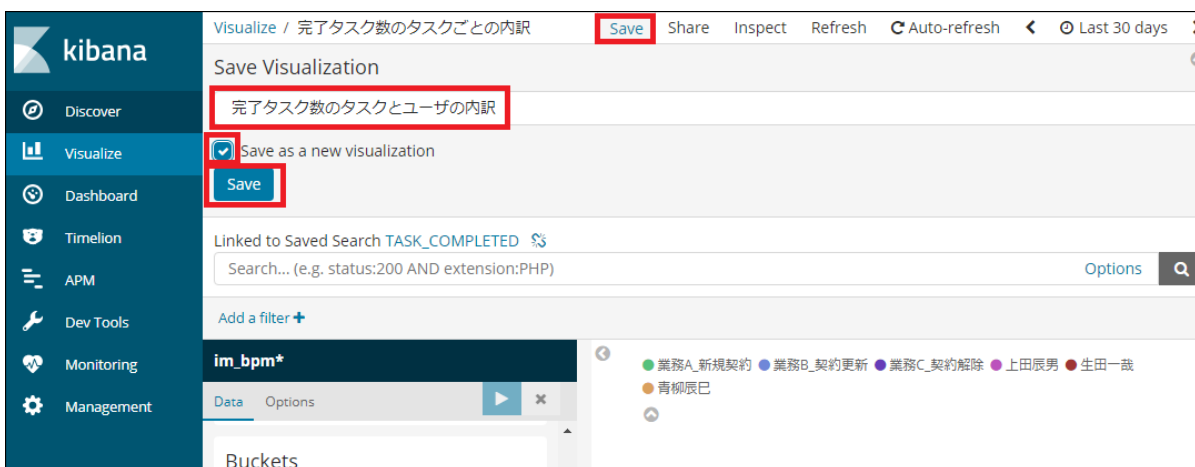 kibana
Discover
Visualize
Dashboard
Timelion
APM
Dev Tools
Monitoring
Management
Visualize / 完了タスク数のタスクごとの内訳 Save Share Inspect Refresh Auto-refresh Last 30 days
Save Visualization
完了タスク数のタスクとユーザの内訳
Save as a new visualization
Save
Linked to Saved Search TASK_COMPLETED
Search... (e.g. status:200 AND extension:PHP) Options
Add a filter +
im_bpm*
Data Options
Buckets
業務A_新規契約 業務B_契約更新 業務C_契約解除 上田辰男 生田一哉
青柳辰巳